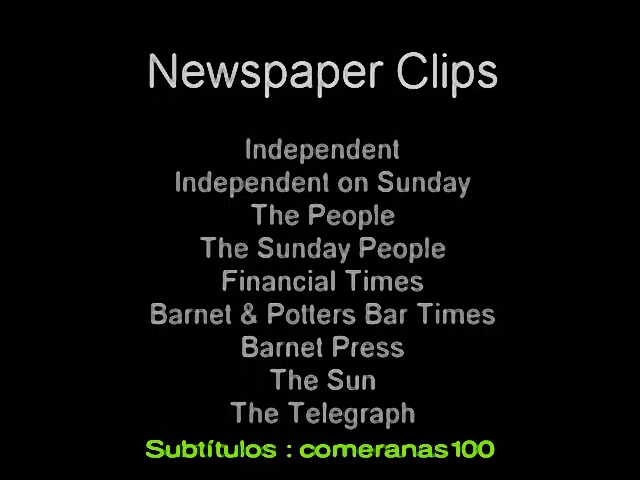 Newspaper Clips
Independent
Independent on Sunday
The People
The Sunday People
Financial Times
Barnet & Potters Bar Times
Barnet Press
The Sun
The Telegraph
Subtítulos : comeranas100